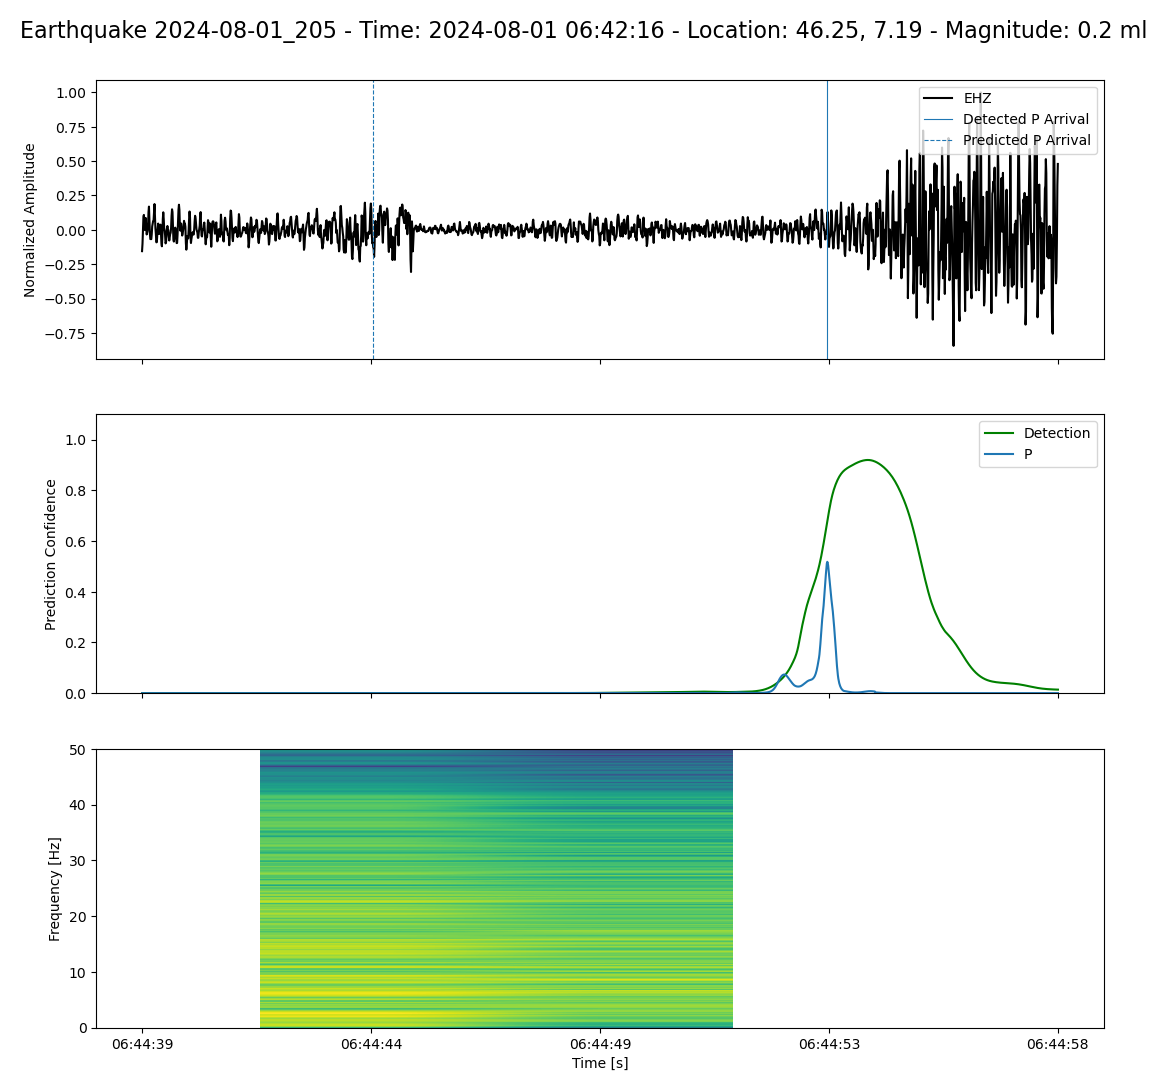 Earthquake 2024-08-01_205 - Time: 2024-08-01 06:42:16 - Location: 46.25, 7.19 - Magnitude: 0.2 ml
Normalized Amplitude
1.00
0.75
0.50
0.25
0.00
−0.25
−0.50
−0.75
EHZ
Detected P Arrival
Predicted P Arrival
Prediction Confidence
1.0
0.8
0.6
0.4
0.2
0.0
Detection
P
Frequency [Hz]
50
40
30
20
10
0
06:44:39 06:44:44 06:44:49 06:44:53 06:44:58
Time [s]